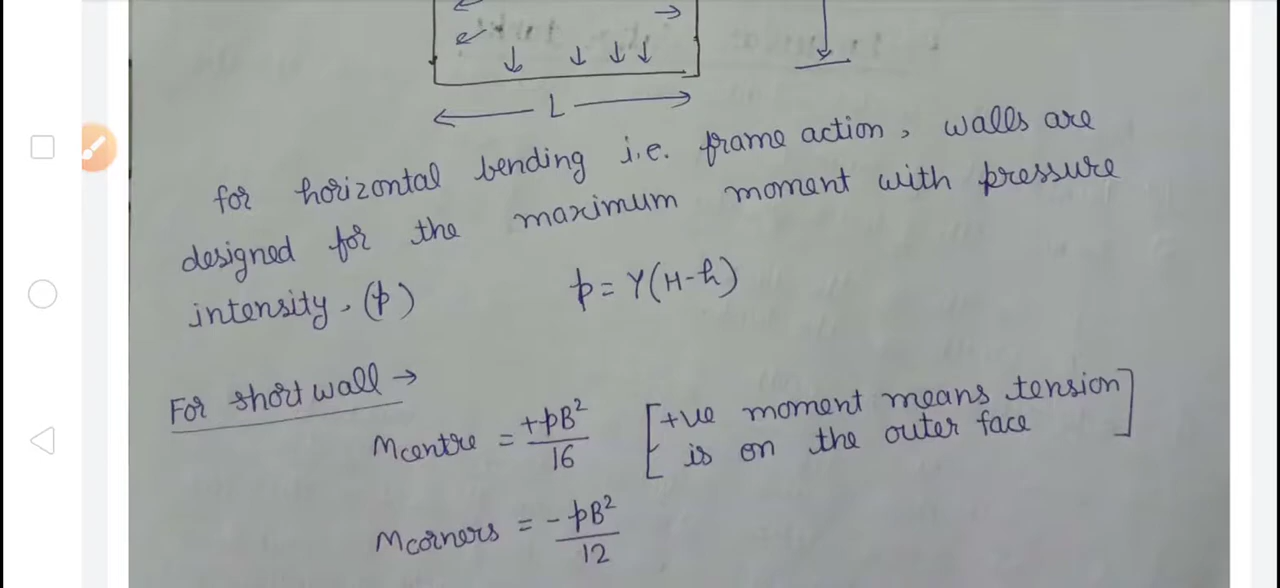 L
for horizontal bending i.e. frame action, walls are
designed for the maximum moment with pressure
intensity. (p) p = γ(H-h)
For short wall →
Mcentre = +pB²/16 [+ve moment means tension
is on the outer face]
Mcorners = -pB²/12